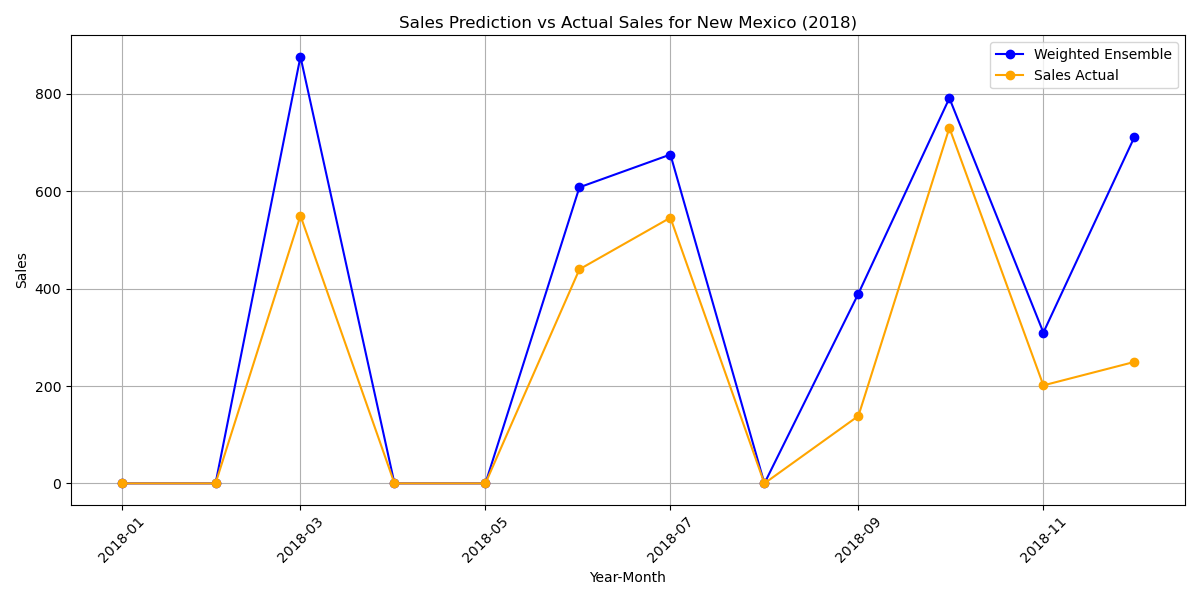 Sales Prediction vs Actual Sales for New Mexico (2018)
Weighted Ensemble
Sales Actual
Sales
800
600
400
200
0
2018-01
2018-03
2018-05
2018-07
2018-09
2018-11
Year-Month